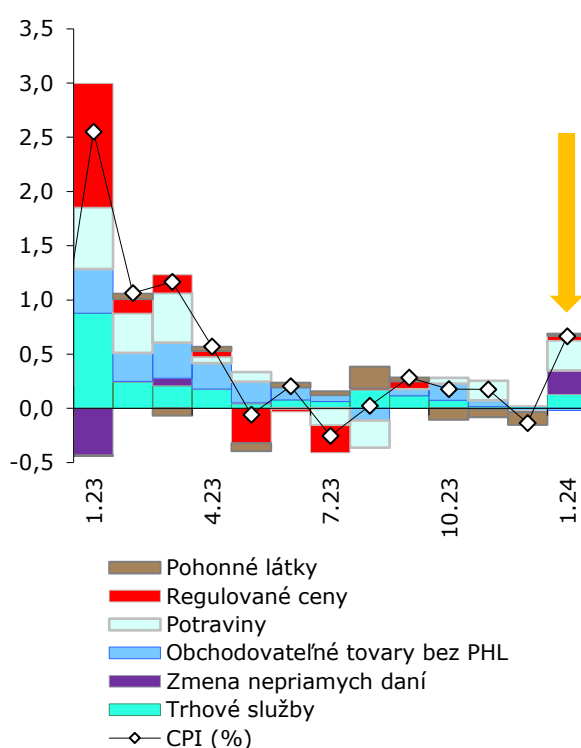 3,5
3,0
2,5
2,0
1,5
1,0
0,5
0,0
-0,5
1.23
4.23
7.23
10.23
1.24
Pohonné látky
Regulované ceny
Potraviny
Obchodovateľné tovary bez PHL
Zmena nepriamych daní
Trhové služby
CPI (%)